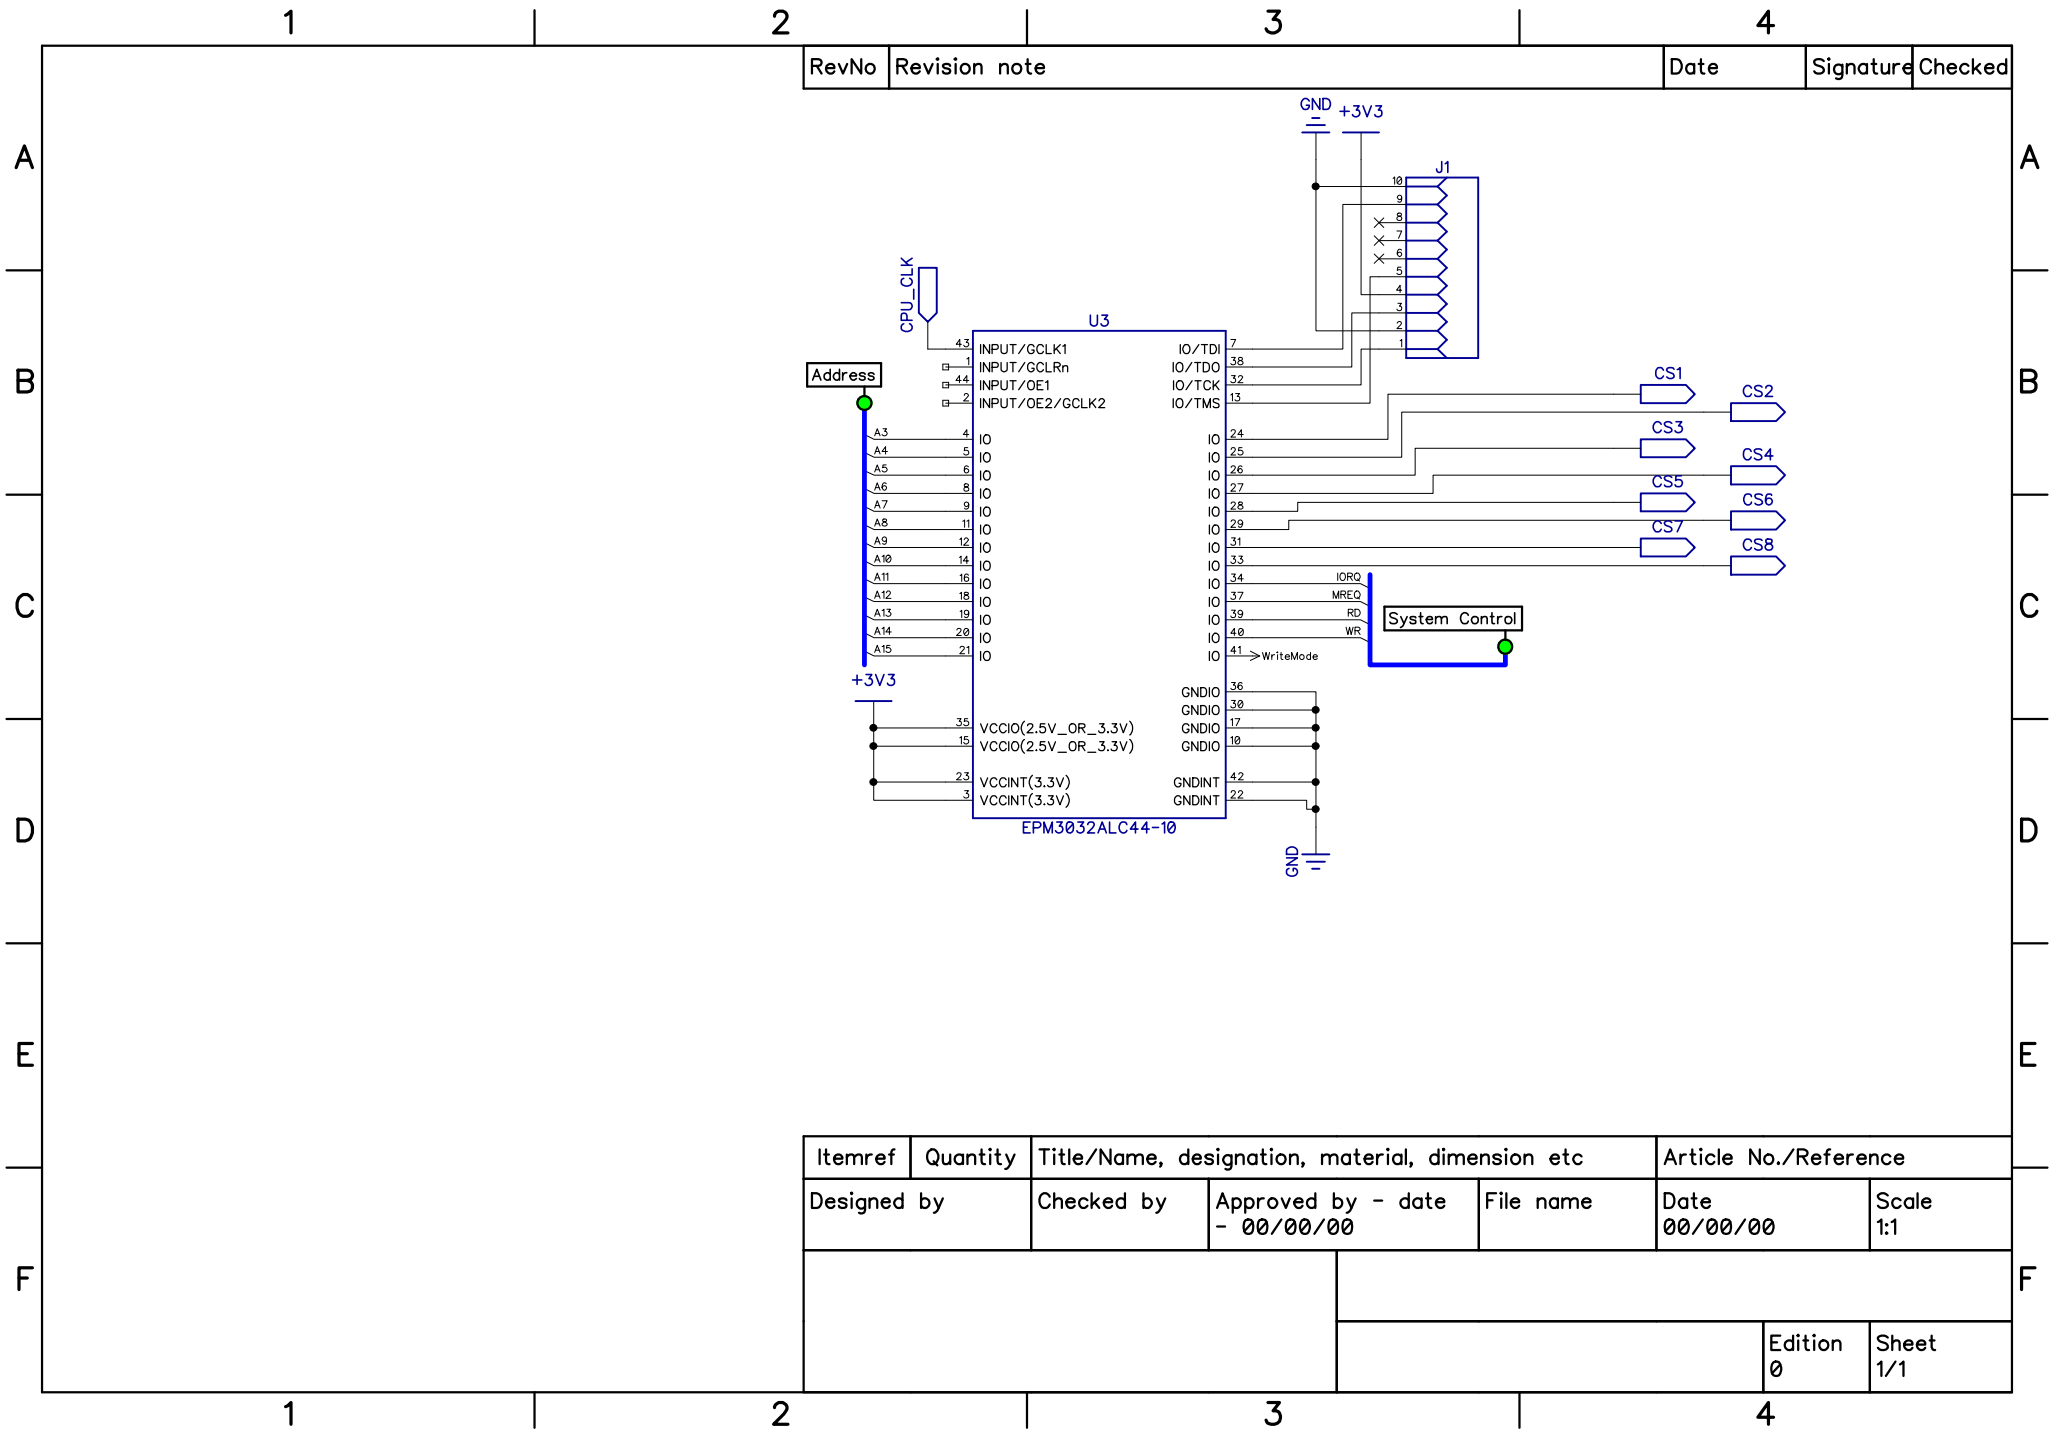 1 2 3 4
RevNo Revision note Date Signature Checked
GND +3V3
A A
J1
10
9
8
7
6
5
4
3
2
1
CPU_CLK
U3
43 INPUT/GCLK1 IO/TDI 7
1 INPUT/GCLRn IO/TDO 38
44 INPUT/OE1 IO/TCK 32
2 INPUT/OE2/GCLK2 IO/TMS 13
Address
B B
CS1
CS2
CS3
CS4
CS5
CS6
CS7
CS8
A3 4 IO IO 24
A4 5 IO IO 25
A5 6 IO IO 26
A6 8 IO IO 27
A7 9 IO IO 28
A8 11 IO IO 29
A9 12 IO IO 31
A10 14 IO IO 33
A11 16 IO IO 34 IORQ
A12 18 IO IO 37 MREQ
A13 19 IO IO 39 RD
A14 20 IO IO 40 WR
A15 21 IO IO 41 WriteMode
C C
System Control
+3V3
GNDIO 36
GNDIO 30
35 VCCIO(2.5V_OR_3.3V) GNDIO 17
15 VCCIO(2.5V_OR_3.3V) GNDIO 10
23 VCCINT(3.3V) GNDINT 42
3 VCCINT(3.3V) GNDINT 22
EPM3032ALC44-10
D D
GND
E E
Itemref Quantity Title/Name, designation, material, dimension etc Article No./Reference
Designed by Checked by Approved by - date File name Date Scale
- 00/00/00 00/00/00 1:1
F F
Edition Sheet
0 1/1
1 2 3 4